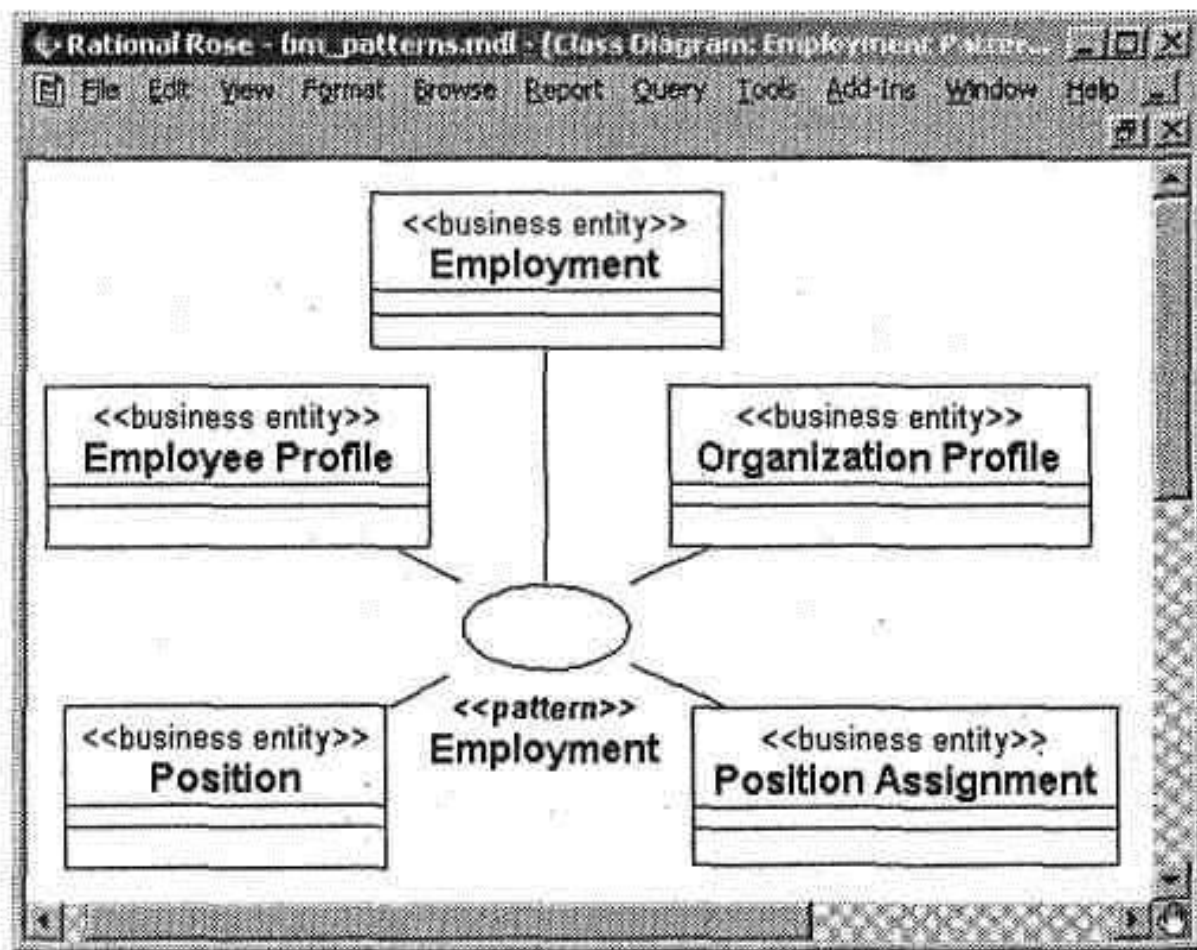 Rational Rose - bm_patterns.mdl - [Class Diagram: Employment Patter...
File Edit View Format Browse Report Query Tools Add-Ins Window Help
<<business entity>>
Employment
<<business entity>>
Employee Profile
<<business entity>>
Organization Profile
<<pattern>>
Employment
<<business entity>>
Position
<<business entity>>
Position Assignment